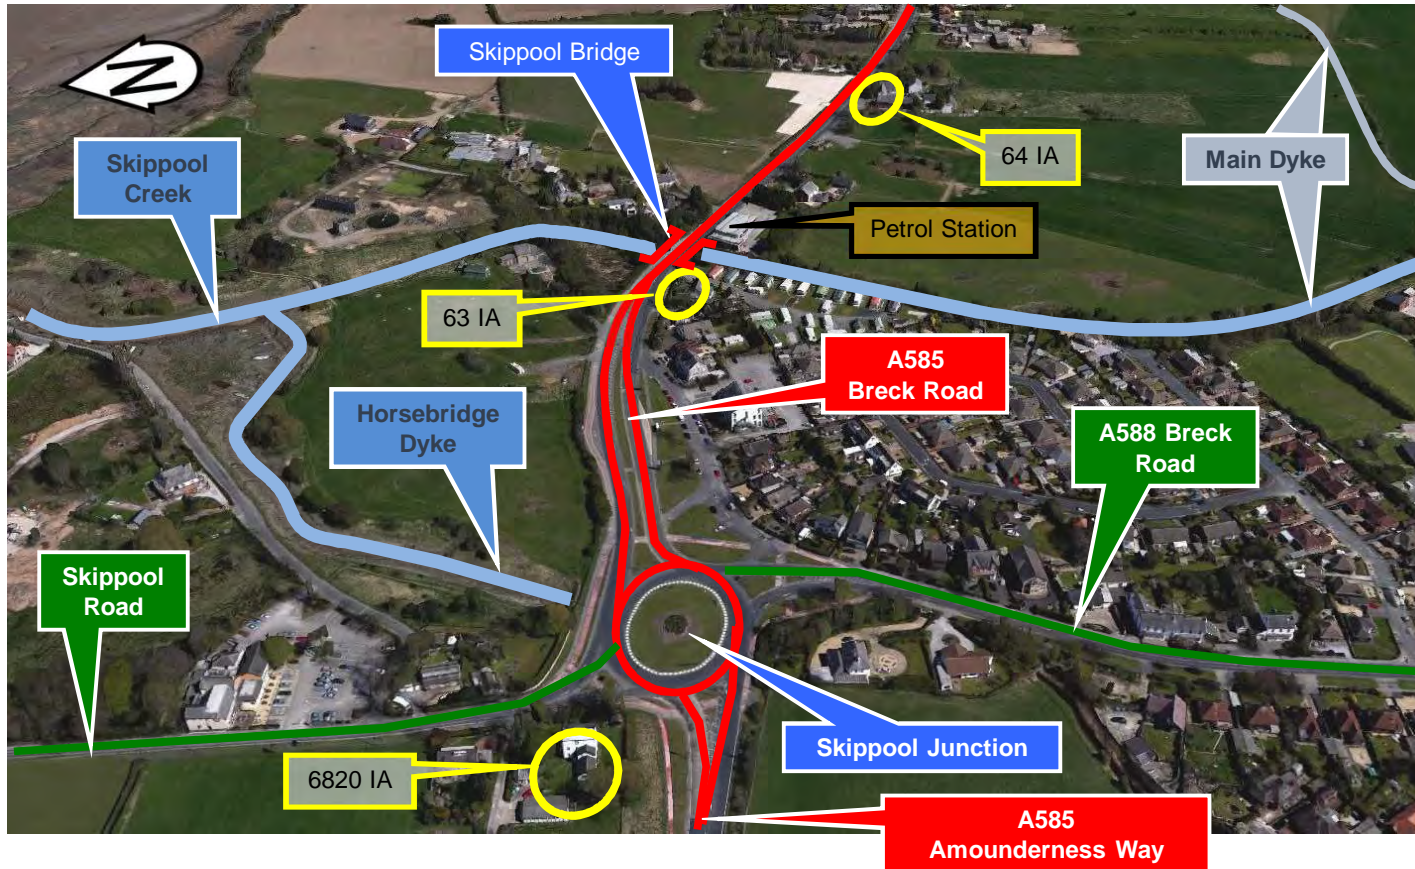 Skippool Bridge
N
Skippool
Creek
64 IA
Main Dyke
Petrol Station
63 IA
A585
Breck Road
Horsebridge
Dyke
A588 Breck
Road
Skippool
Road
Skippool Junction
6820 IA
A585
Amounderness Way